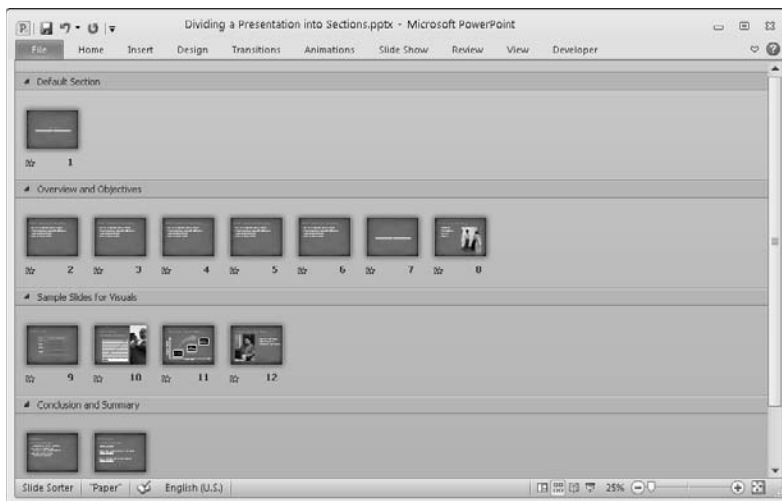 Dividing a Presentation into Sections.pptx - Microsoft PowerPoint
File Home Insert Design Transitions Animations Slide Show Review View Developer
Default Section
1
Overview and Objectives
2 3 4 5 6 7 8
Sample Slides for Visuals
9 10 11 12
Conclusion and Summary
Slide Sorter "Paper" English (U.S.) 25%